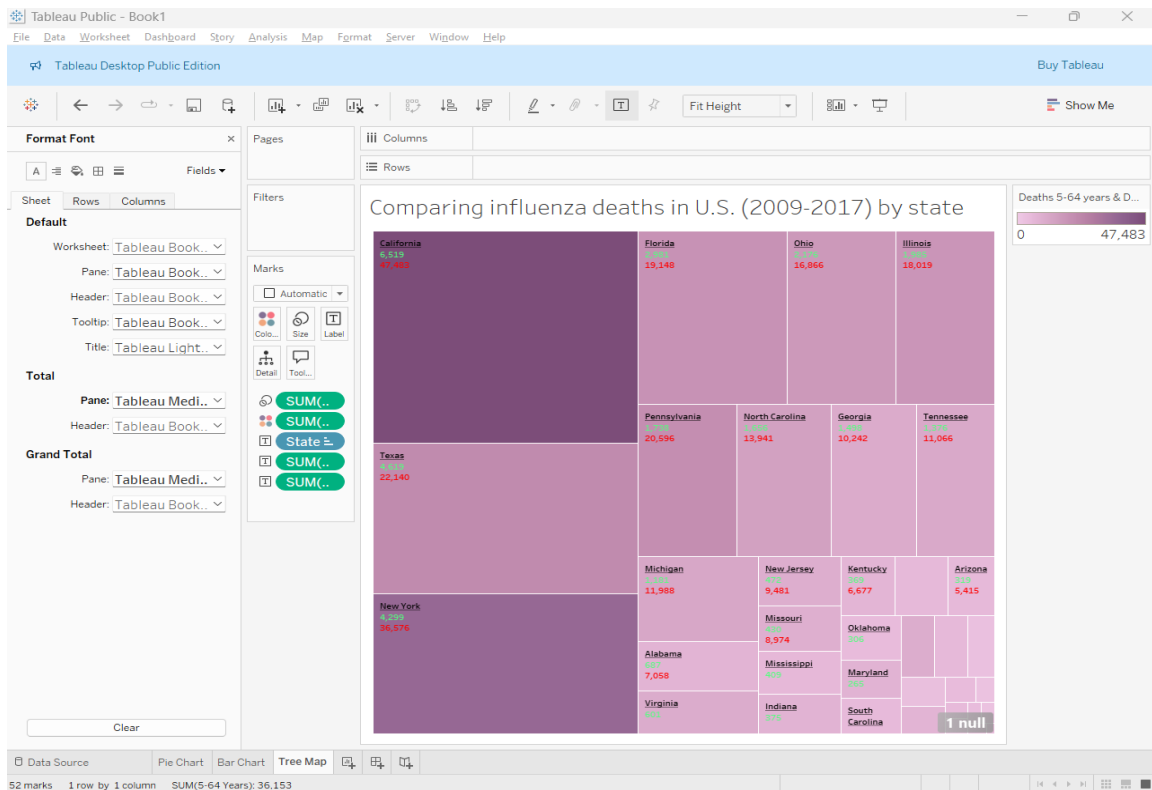 Tableau Public - Book1
File Data Worksheet Dashboard Story Analysis Map Format Server Window Help
Tableau Desktop Public Edition
Buy Tableau
Fit Height
Show Me
Format Font
Fields
Sheet Rows Columns
Default
Worksheet: Tableau Book..
Pane: Tableau Book..
Header: Tableau Book..
Tooltip: Tableau Book..
Title: Tableau Light..
Total
Pane: Tableau Medi..
Header: Tableau Book..
Grand Total
Pane: Tableau Medi..
Header: Tableau Book..
Clear
Pages
Filters
Marks
Automatic
Colo... Size Label
Detail Tool...
SUM(..
SUM(..
State
SUM(..
SUM(..
Columns
Rows
Comparing influenza deaths in U.S. (2009-2017) by state
California
6,519
47,483
Texas
4,619
22,140
New York
4,299
36,576
Florida
19,148
Ohio
16,866
Illinois
18,019
Pennsylvania
1,733
20,596
North Carolina
13,941
Georgia
10,242
Tennessee
11,066
Michigan
11,988
Alabama
7,058
Virginia
New Jersey
9,481
Missouri
8,974
Mississippi
Indiana
Kentucky
6,677
Oklahoma
Maryland
South
Carolina
Arizona
5,415
1 null
Deaths 5-64 years & D...
0 47,483
Data Source Pie Chart Bar Chart Tree Map
52 marks 1 row by 1 column SUM(5-64 Years): 36,153